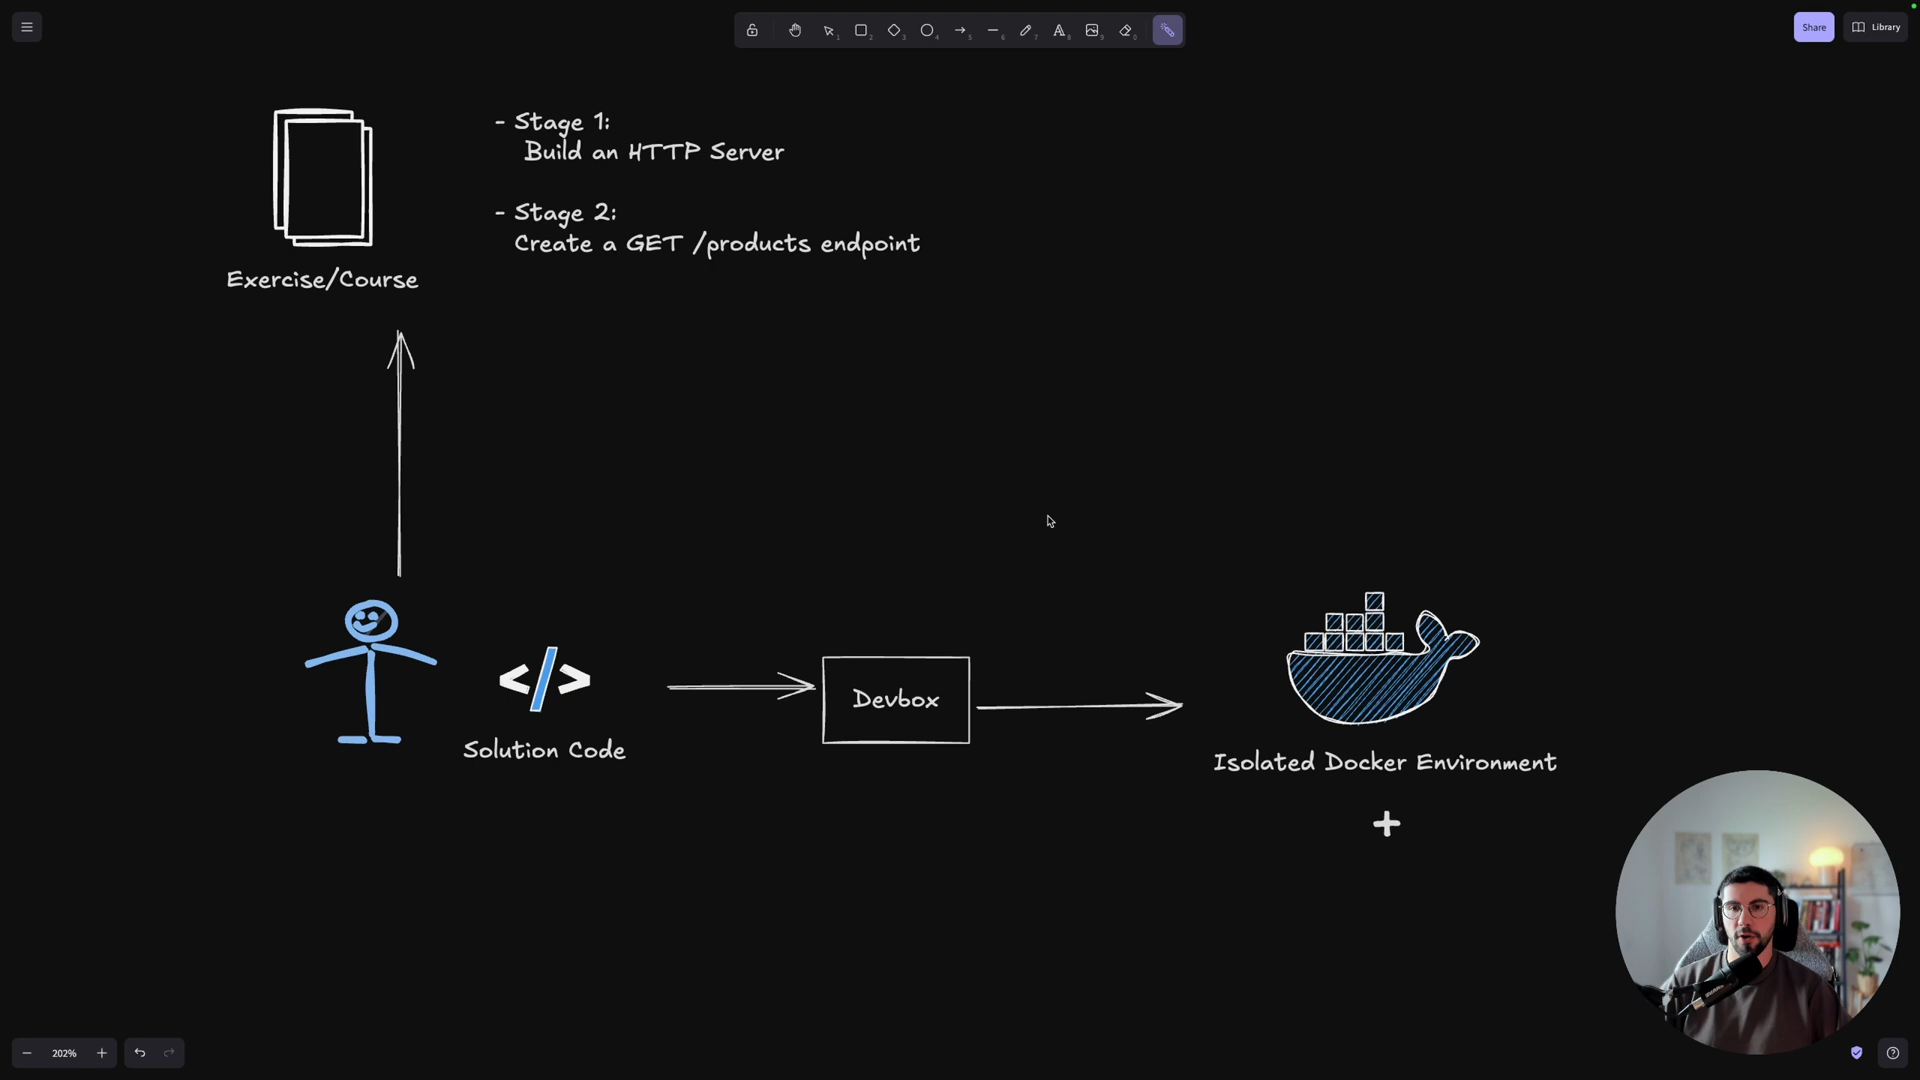 Share
Library
- Stage 1:
Build an HTTP Server
- Stage 2:
Create a GET /products endpoint
Exercise/Course
</>
Solution Code
Devbox
Isolated Docker Environment
+
202%